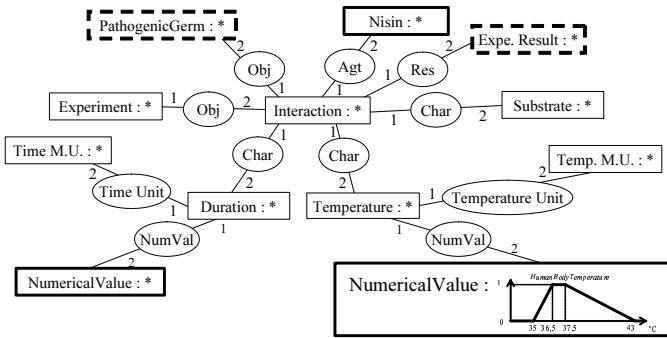 PathogenicGerm : *
Nisin : *
Expe. Result : *
2
2
2
Obj
Agt
Res
1
1
1
Experiment : *
1
Obj
2
Interaction : *
1
Char
2
Substrate : *
1
1
Time M.U. : *
Char
Char
Temp. M.U. : *
2
2
Time Unit
2
2
1
Temperature Unit
1
Duration : *
Temperature : *
1
1
NumVal
NumVal
2
2
NumericalValue : *
NumericalValue :
HumanBodyTemperature
1
0
35 36,5 37,5 43 °C